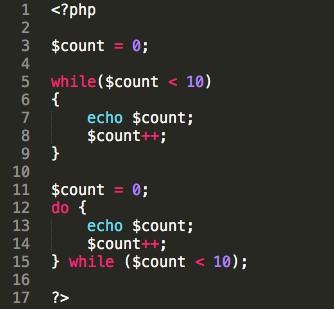 1 <?php
2
3 $count = 0;
4
5 while($count < 10)
6 {
7     echo $count;
8     $count++;
9 }
10
11 $count = 0;
12 do {
13     echo $count;
14     $count++;
15 } while ($count < 10);
16
17 ?>